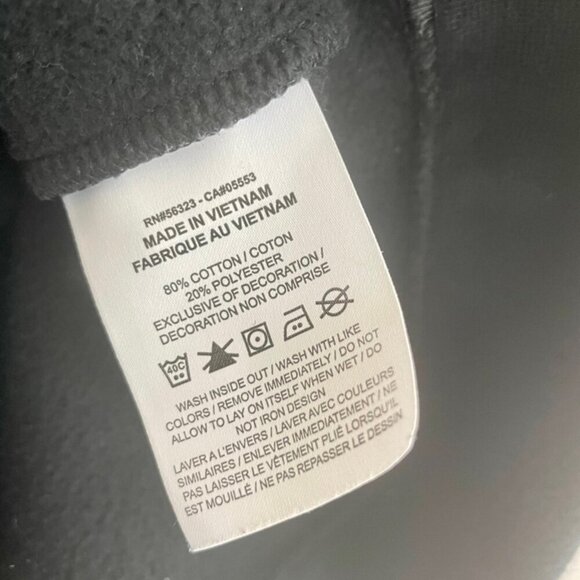 RN#56323 - CA#05553
MADE IN VIETNAM
FABRIQUE AU VIETNAM
80% COTTON / COTON
20% POLYESTER
EXCLUSIVE OF DECORATION /
DECORATION NON COMPRISE
40C
WASH INSIDE OUT / WASH WITH LIKE
COLORS / REMOVE IMMEDIATELY / DO NOT
ALLOW TO LAY ON ITSELF WHEN WET / DO
NOT IRON DESIGN
LAVER A L'ENVERS / LAVER AVEC COULEURS
SIMILAIRES / ENLEVER IMMEDIATEMENT / NE
PAS LAISSER LE VÊTEMENT PLIÉ LORSQU'IL
EST MOUILLÉ / NE PAS REPASSER LE DESSIN